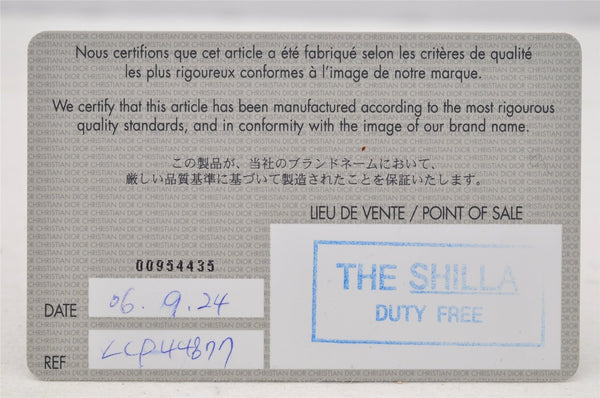 Nous certifions que cet article a été fabriqué selon les critères de qualité
les plus rigoureux conformes à l'image de notre marque.
We certify that this article has been manufactured according to the most rigourous
quality standards, and in conformity with the image of our brand name.
この製品が、当社のブランドネームにおいて、
厳しい品質基準に基づいて製造されたことを保証いたします。
LIEU DE VENTE / POINT OF SALE
THE SHILLA
DUTY FREE
00954435
DATE 06. 9.24
REF LCP44877